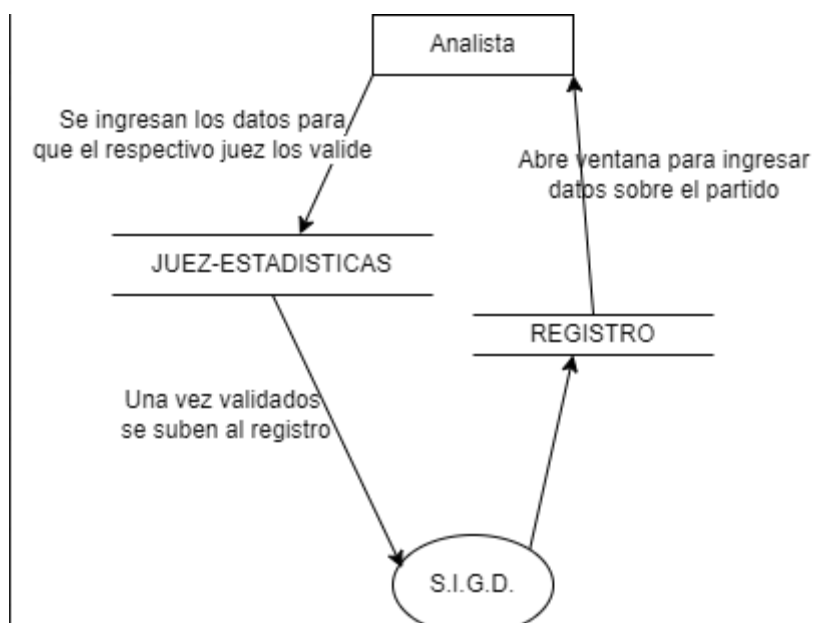 Analista
Se ingresan los datos para
que el respectivo juez los valide
Abre ventana para ingresar
datos sobre el partido
JUEZ-ESTADISTICAS
REGISTRO
Una vez validados
se suben al registro
S.I.G.D.